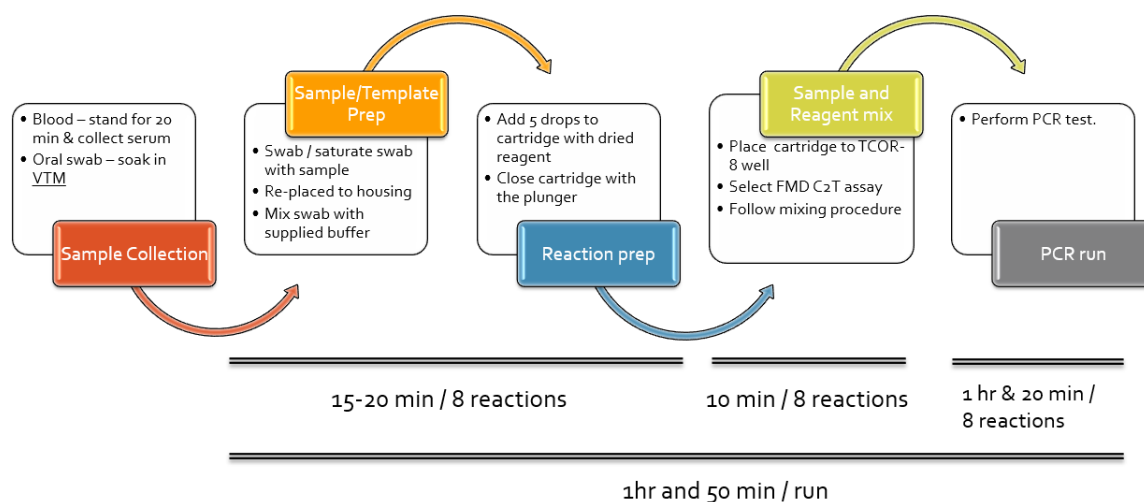 Blood – stand for 20
min & collect serum
Oral swab – soak in
VTM
Sample Collection
Sample/Template
Prep
Swab / saturate swab
with sample
Re-placed to housing
Mix swab with
supplied buffer
Add 5 drops to
cartridge with dried
reagent
Close cartridge with
the plunger
Reaction prep
Sample and
Reagent mix
Place cartridge to TCOR-
8 well
Select FMD C2T assay
Follow mixing procedure
Perform PCR test.
PCR run
15-20 min / 8 reactions
10 min / 8 reactions
1 hr & 20 min /
8 reactions
1hr and 50 min / run